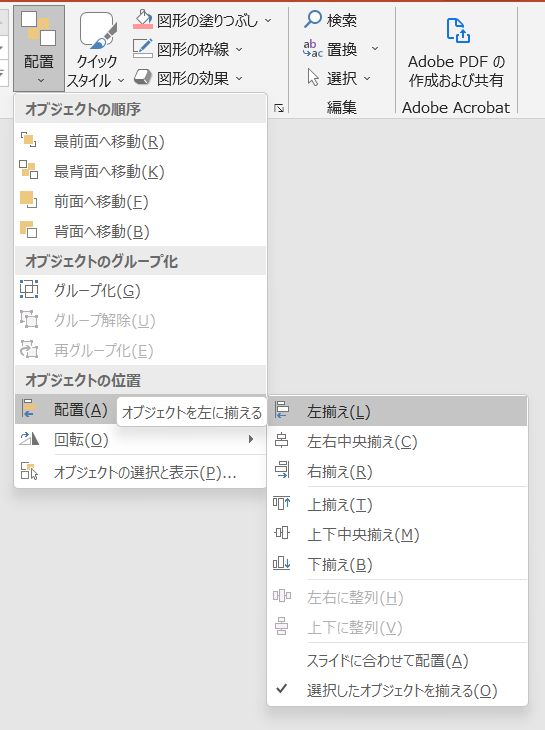 配置
クイック
スタイル
図形の塗りつぶし
図形の枠線
図形の効果
検索
abac 置換
選択
編集
Adobe PDF の
作成および共有
Adobe Acrobat
オブジェクトの順序
最前面へ移動(R)
最背面へ移動(K)
前面へ移動(F)
背面へ移動(B)
オブジェクトのグループ化
グループ化(G)
グループ解除(U)
再グループ化(E)
オブジェクトの位置
配置(A)
オブジェクトを左に揃える
回転(O)
オブジェクトの選択と表示(P)...
左揃え(L)
左右中央揃え(C)
右揃え(R)
上揃え(T)
上下中央揃え(M)
下揃え(B)
左右に整列(H)
上下に整列(V)
スライドに合わせて配置(A)
選択したオブジェクトを揃える(O)